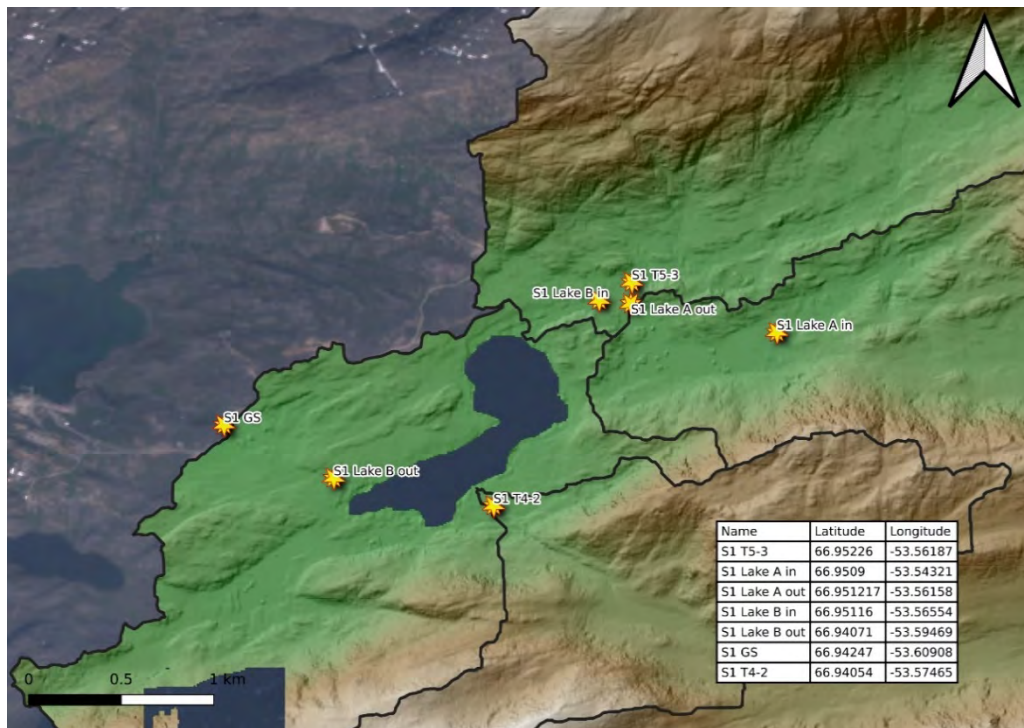 S1 T5-3
S1 Lake B in
S1 Lake A out
S1 Lake A in
S1 GS
S1 Lake B out
S1 T4-2
Name Latitude Longitude
S1 T5-3 66.95226 -53.56187
S1 Lake A in 66.9509 -53.54321
S1 Lake A out 66.951217 -53.56158
S1 Lake B in 66.95116 -53.56554
S1 Lake B out 66.94071 -53.59469
S1 GS 66.94247 -53.60908
S1 T4-2 66.94054 -53.57465
0 0.5 1 km